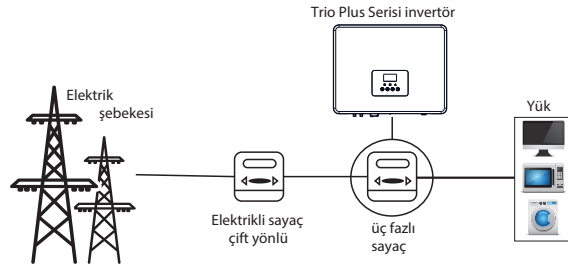 Trio Plus Serisi invertör
Elektrik
şebekesi
Yük
Elektrikli sayaç
çift yönlü
üç fazlı
sayaç